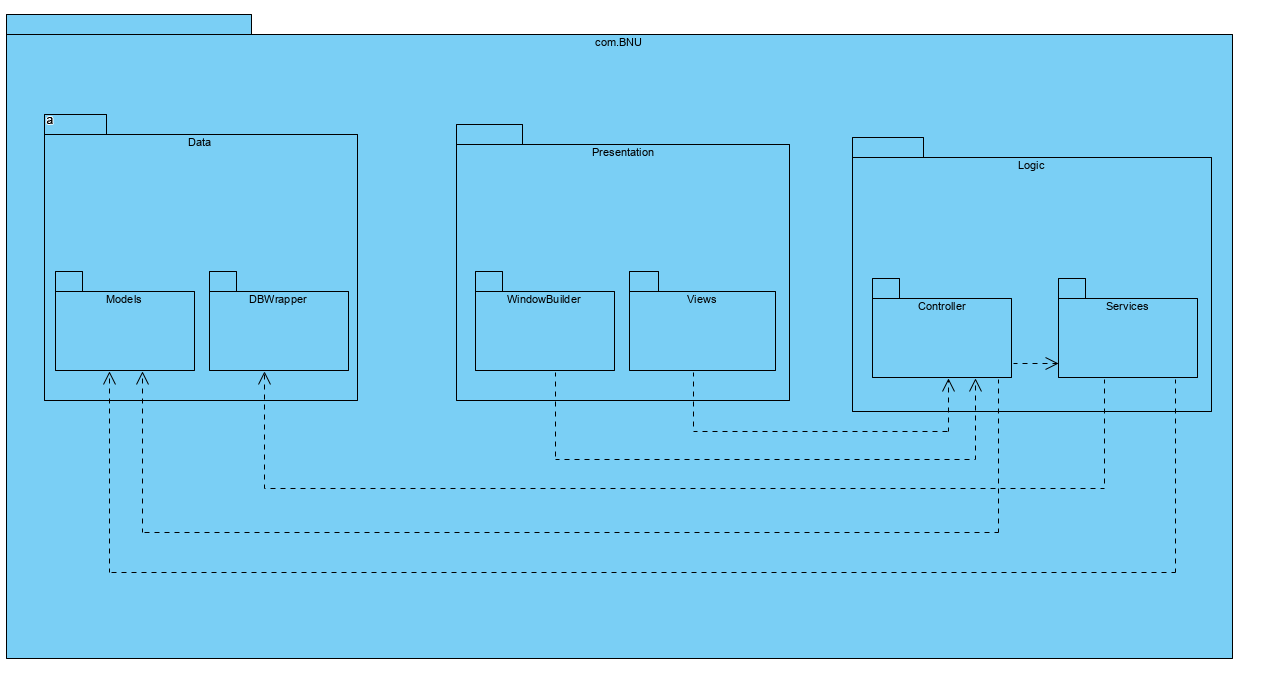 com.BNU
a
Data
Presentation
Logic
Models
DBWrapper
WindowBuilder
Views
Controller
Services